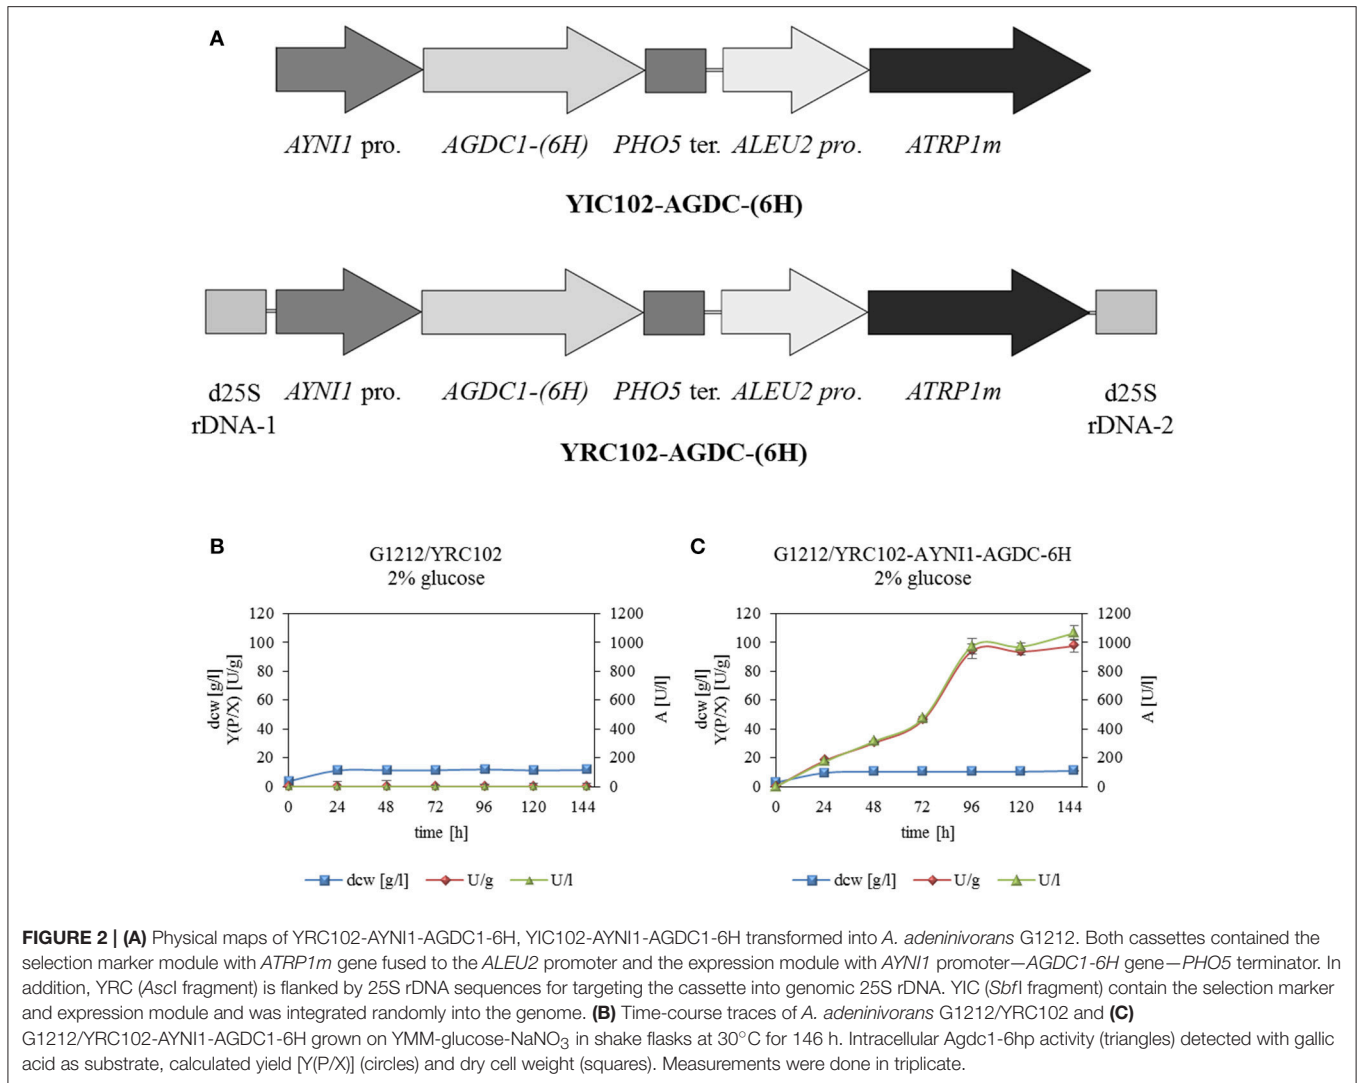 A
AYNI1 pro. AGDC1-(6H) PHO5 ter. ALEU2 pro. ATRP1m
YIC102-AGDC-(6H)
d25S rDNA-1 AYNI1 pro. AGDC1-(6H) PHO5 ter. ALEU2 pro. ATRP1m d25S rDNA-2
YRC102-AGDC-(6H)
B
G1212/YRC102
2% glucose
dcw [g/l]
Y(P/X) [U/g]
120
100
80
60
40
20
0
1200
1000
800
600
400
200
0
A [U/l]
0 24 48 72 96 120 144
time [h]
dcw [g/l] U/g U/l
C
G1212/YRC102-AYNI1-AGDC-6H
2% glucose
dcw [g/l]
Y(P/X) [U/g]
120
100
80
60
40
20
0
1200
1000
800
600
400
200
0
A [U/l]
0 24 48 72 96 120 144
time [h]
dcw [g/l] U/g U/l
FIGURE 2 | (A) Physical maps of YRC102-AYNI1-AGDC1-6H, YIC102-AYNI1-AGDC1-6H transformed into A. adeninivorans G1212. Both cassettes contained the
selection marker module with ATRP1m gene fused to the ALEU2 promoter and the expression module with AYNI1 promoter—AGDC1-6H gene—PHO5 terminator. In
addition, YRC (AscI fragment) is flanked by 25S rDNA sequences for targeting the cassette into genomic 25S rDNA. YIC (SbfI fragment) contain the selection marker
and expression module and was integrated randomly into the genome. (B) Time-course traces of A. adeninivorans G1212/YRC102 and (C)
G1212/YRC102-AYNI1-AGDC1-6H grown on YMM-glucose-NaNO₃ in shake flasks at 30°C for 146 h. Intracellular Agdc1-6hp activity (triangles) detected with gallic
acid as substrate, calculated yield [Y(P/X)] (circles) and dry cell weight (squares). Measurements were done in triplicate.